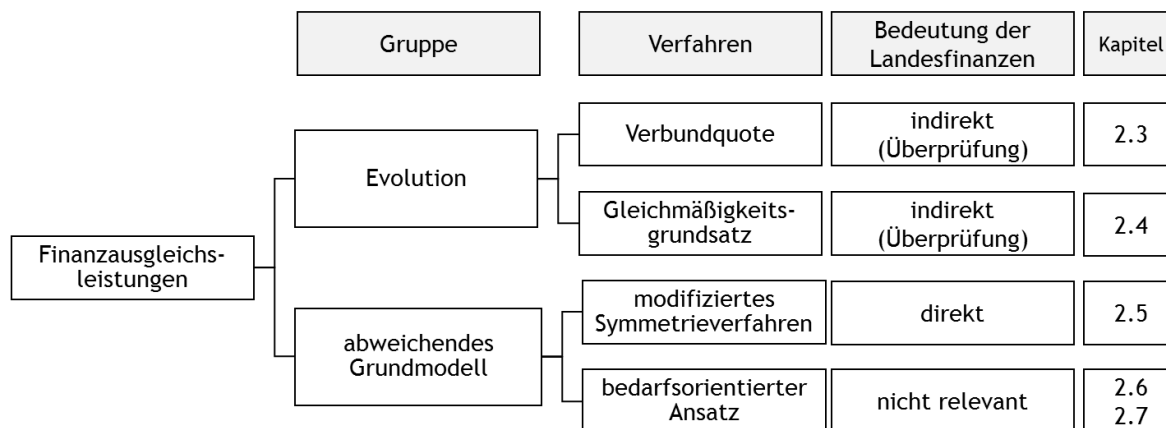 Gruppe
Verfahren
Bedeutung der
Landesfinanzen
Kapitel
Finanzausgleichs-
leistungen
Evolution
Verbundquote
indirekt
(Überprüfung)
2.3
Gleichmäßigkeits-
grundsatz
indirekt
(Überprüfung)
2.4
abweichendes
Grundmodell
modifiziertes
Symmetrieverfahren
direkt
2.5
bedarfsorientierter
Ansatz
nicht relevant
2.6
2.7